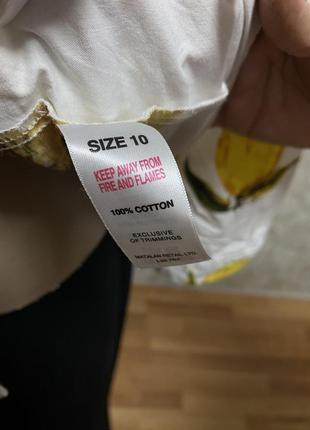 SIZE 10
KEEP AWAY FROM
FIRE AND FLAMES
100% COTTON
EXCLUSIVE
OF TRIMMINGS
MATALAN RETAIL LTD.